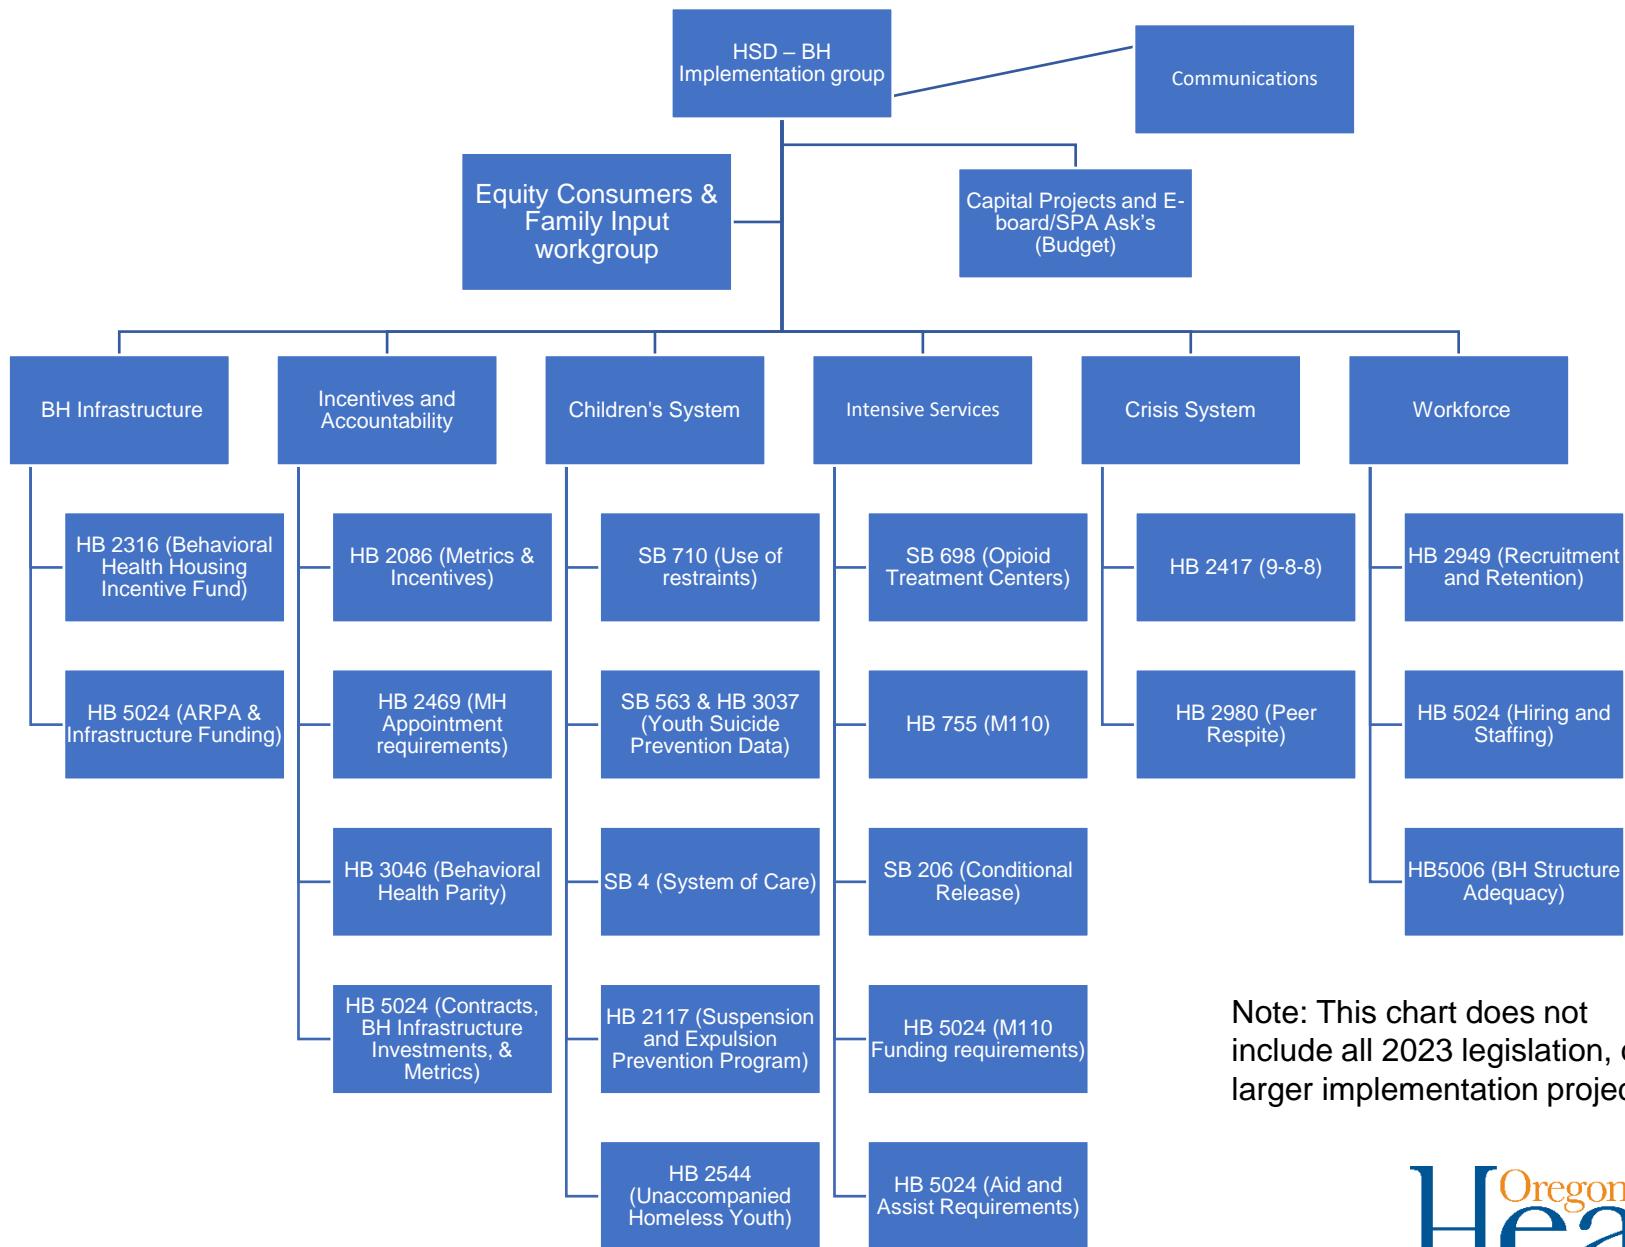 HSD – BH
Implementation group
Communications
Equity Consumers &
Family Input
workgroup
Capital Projects and E-
board/SPA Ask's
(Budget)
BH Infrastructure
Incentives and
Accountability
Children's System
Intensive Services
Crisis System
Workforce
HB 2316 (Behavioral
Health Housing
Incentive Fund)
HB 5024 (ARPA &
Infrastructure Funding)
HB 2086 (Metrics &
Incentives)
HB 2469 (MH
Appointment
requirements)
HB 3046 (Behavioral
Health Parity)
HB 5024 (Contracts,
BH Infrastructure
Investments, &
Metrics)
SB 710 (Use of
restraints)
SB 563 & HB 3037
(Youth Suicide
Prevention Data)
SB 4 (System of Care)
HB 2117 (Suspension
and Expulsion
Prevention Program)
HB 2544
(Unaccompanied
Homeless Youth)
SB 698 (Opioid
Treatment Centers)
HB 755 (M110)
SB 206 (Conditional
Release)
HB 5024 (M110
Funding requirements)
HB 5024 (Aid and
Assist Requirements)
HB 2417 (9-8-8)
HB 2980 (Peer
Respite)
HB 2949 (Recruitment
and Retention)
HB 5024 (Hiring and
Staffing)
HB5006 (BH Structure
Adequacy)
Note: This chart does not
include all 2023 legislation,
larger implementation
Oregon